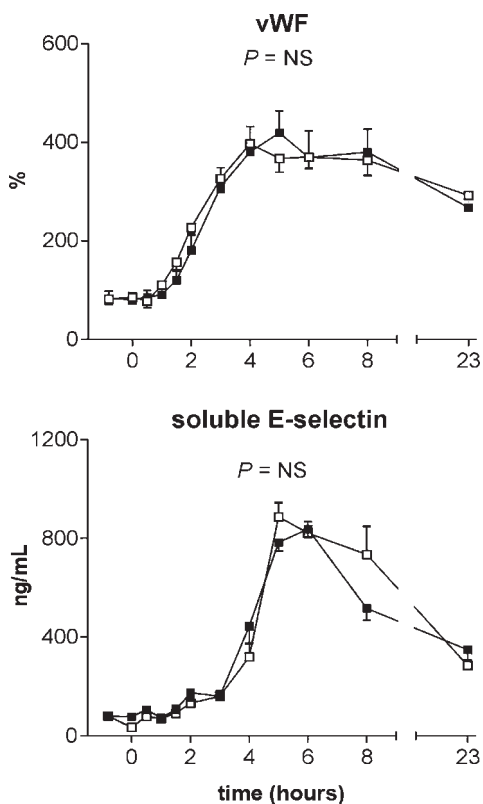 vWF
P = NS
600
400
200
0
%
0 2 4 6 8 23
soluble E-selectin
P = NS
1200
800
400
0
ng/mL
0 2 4 6 8 23
time (hours)